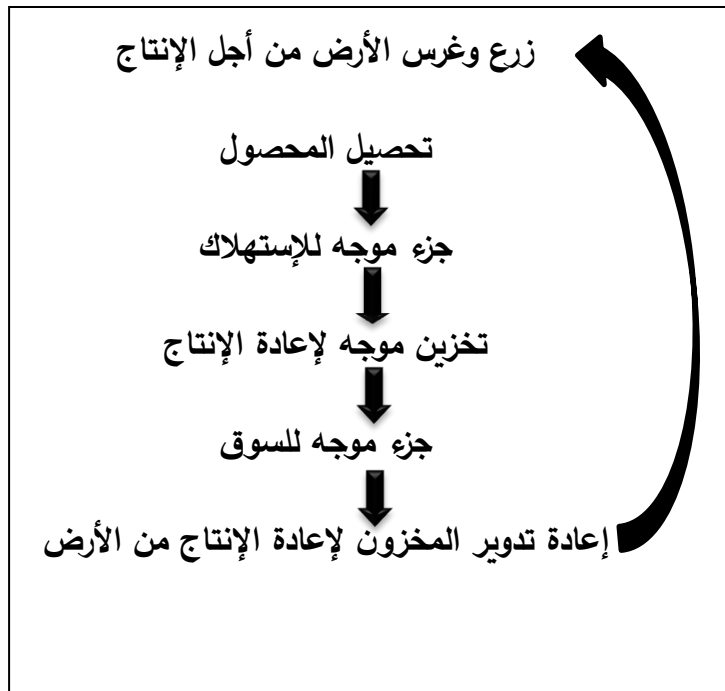 زرع وغرس الأرض من أجل الإنتاج
تحصيل المحصول
جزء موجه للإستهلاك
تخزين موجه لإعادة الإنتاج
جزء موجه للسوق
إعادة تدوير المخزون لإعادة الإنتاج من الأرض